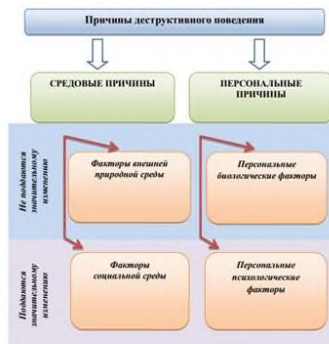 Причины деструктивного поведения
СРЕДОВЫЕ ПРИЧИНЫ
ПЕРСОНАЛЬНЫЕ
ПРИЧИНЫ
Не поддаются
значительному
изменению
Факторы внешней
природной среды
Персональные
биологические факторы
Поддаются
значительному
изменению
Факторы
социальной среды
Персональные
психологические
факторы